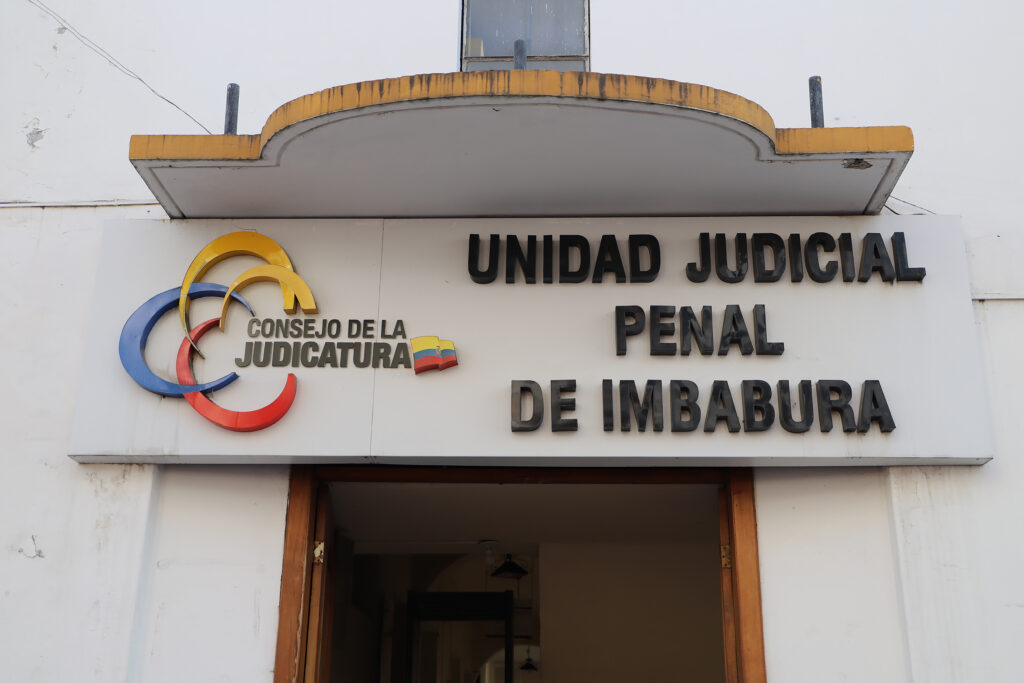 CONSEJO DE LA
JUDICATURA
UNIDAD JUDICIAL
PENAL
DE IMBABURA